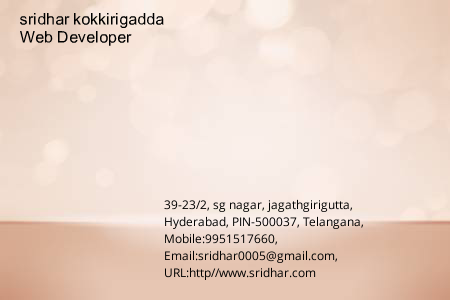 sridhar kokkirigadda
Web Developer
39-23/2, sg nagar, jagathgirigutta,
Hyderabad, PIN-500037, Telangana,
Mobile:9951517660,
Email:sridhar0005@gmail.com,
URL:http//www.sridhar.com